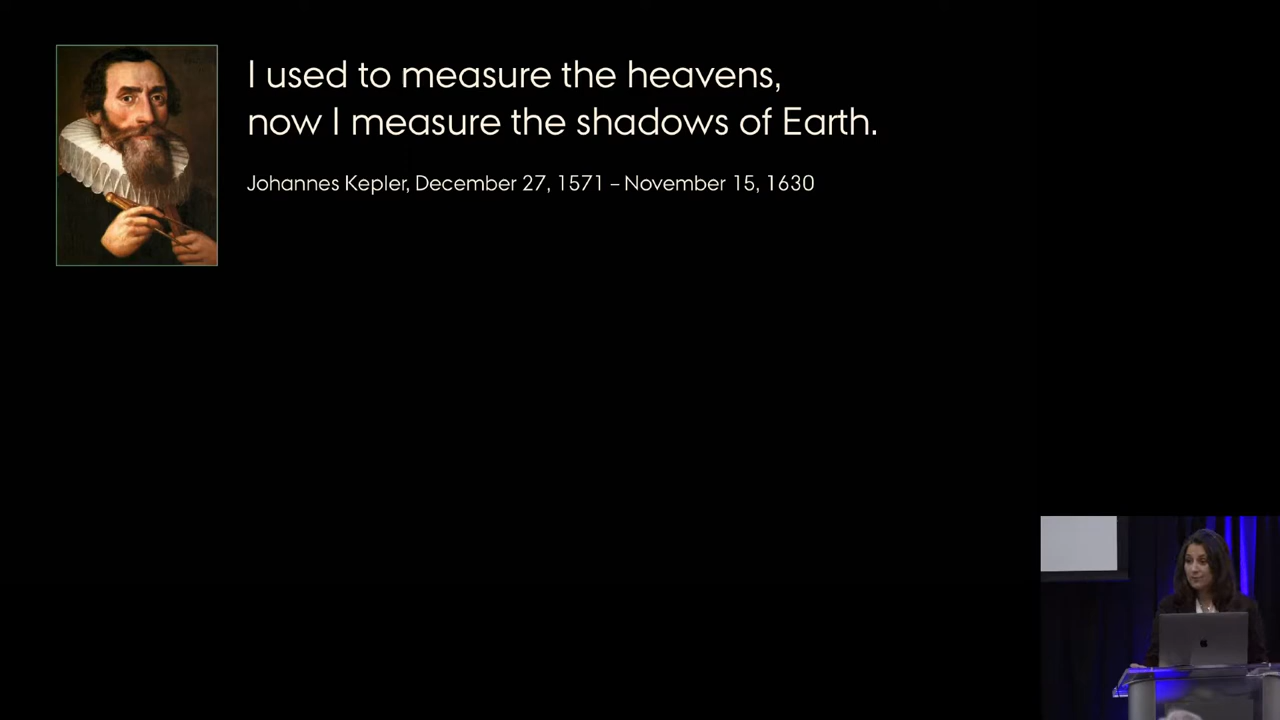 I used to measure the heavens,
now I measure the shadows of Earth.
Johannes Kepler, December 27, 1571 – November 15, 1630